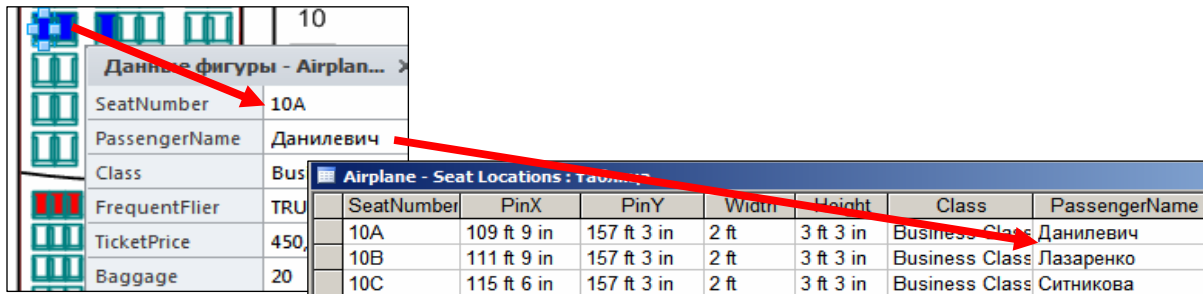 10
Данные фигуры - Airplan...
SeatNumber 10A
PassengerName Данилевич
Class Bus
FrequentFlier TRU
TicketPrice 450,
Baggage 20
Airplane - Seat Locations : таблица
SeatNumber PinX PinY Width Height Class PassengerName
10A 109 ft 9 in 157 ft 3 in 2 ft 3 ft 3 in Business Class Данилевич
10B 111 ft 9 in 157 ft 3 in 2 ft 3 ft 3 in Business Class Лазаренко
10C 115 ft 6 in 157 ft 3 in 2 ft 3 ft 3 in Business Class Ситникова